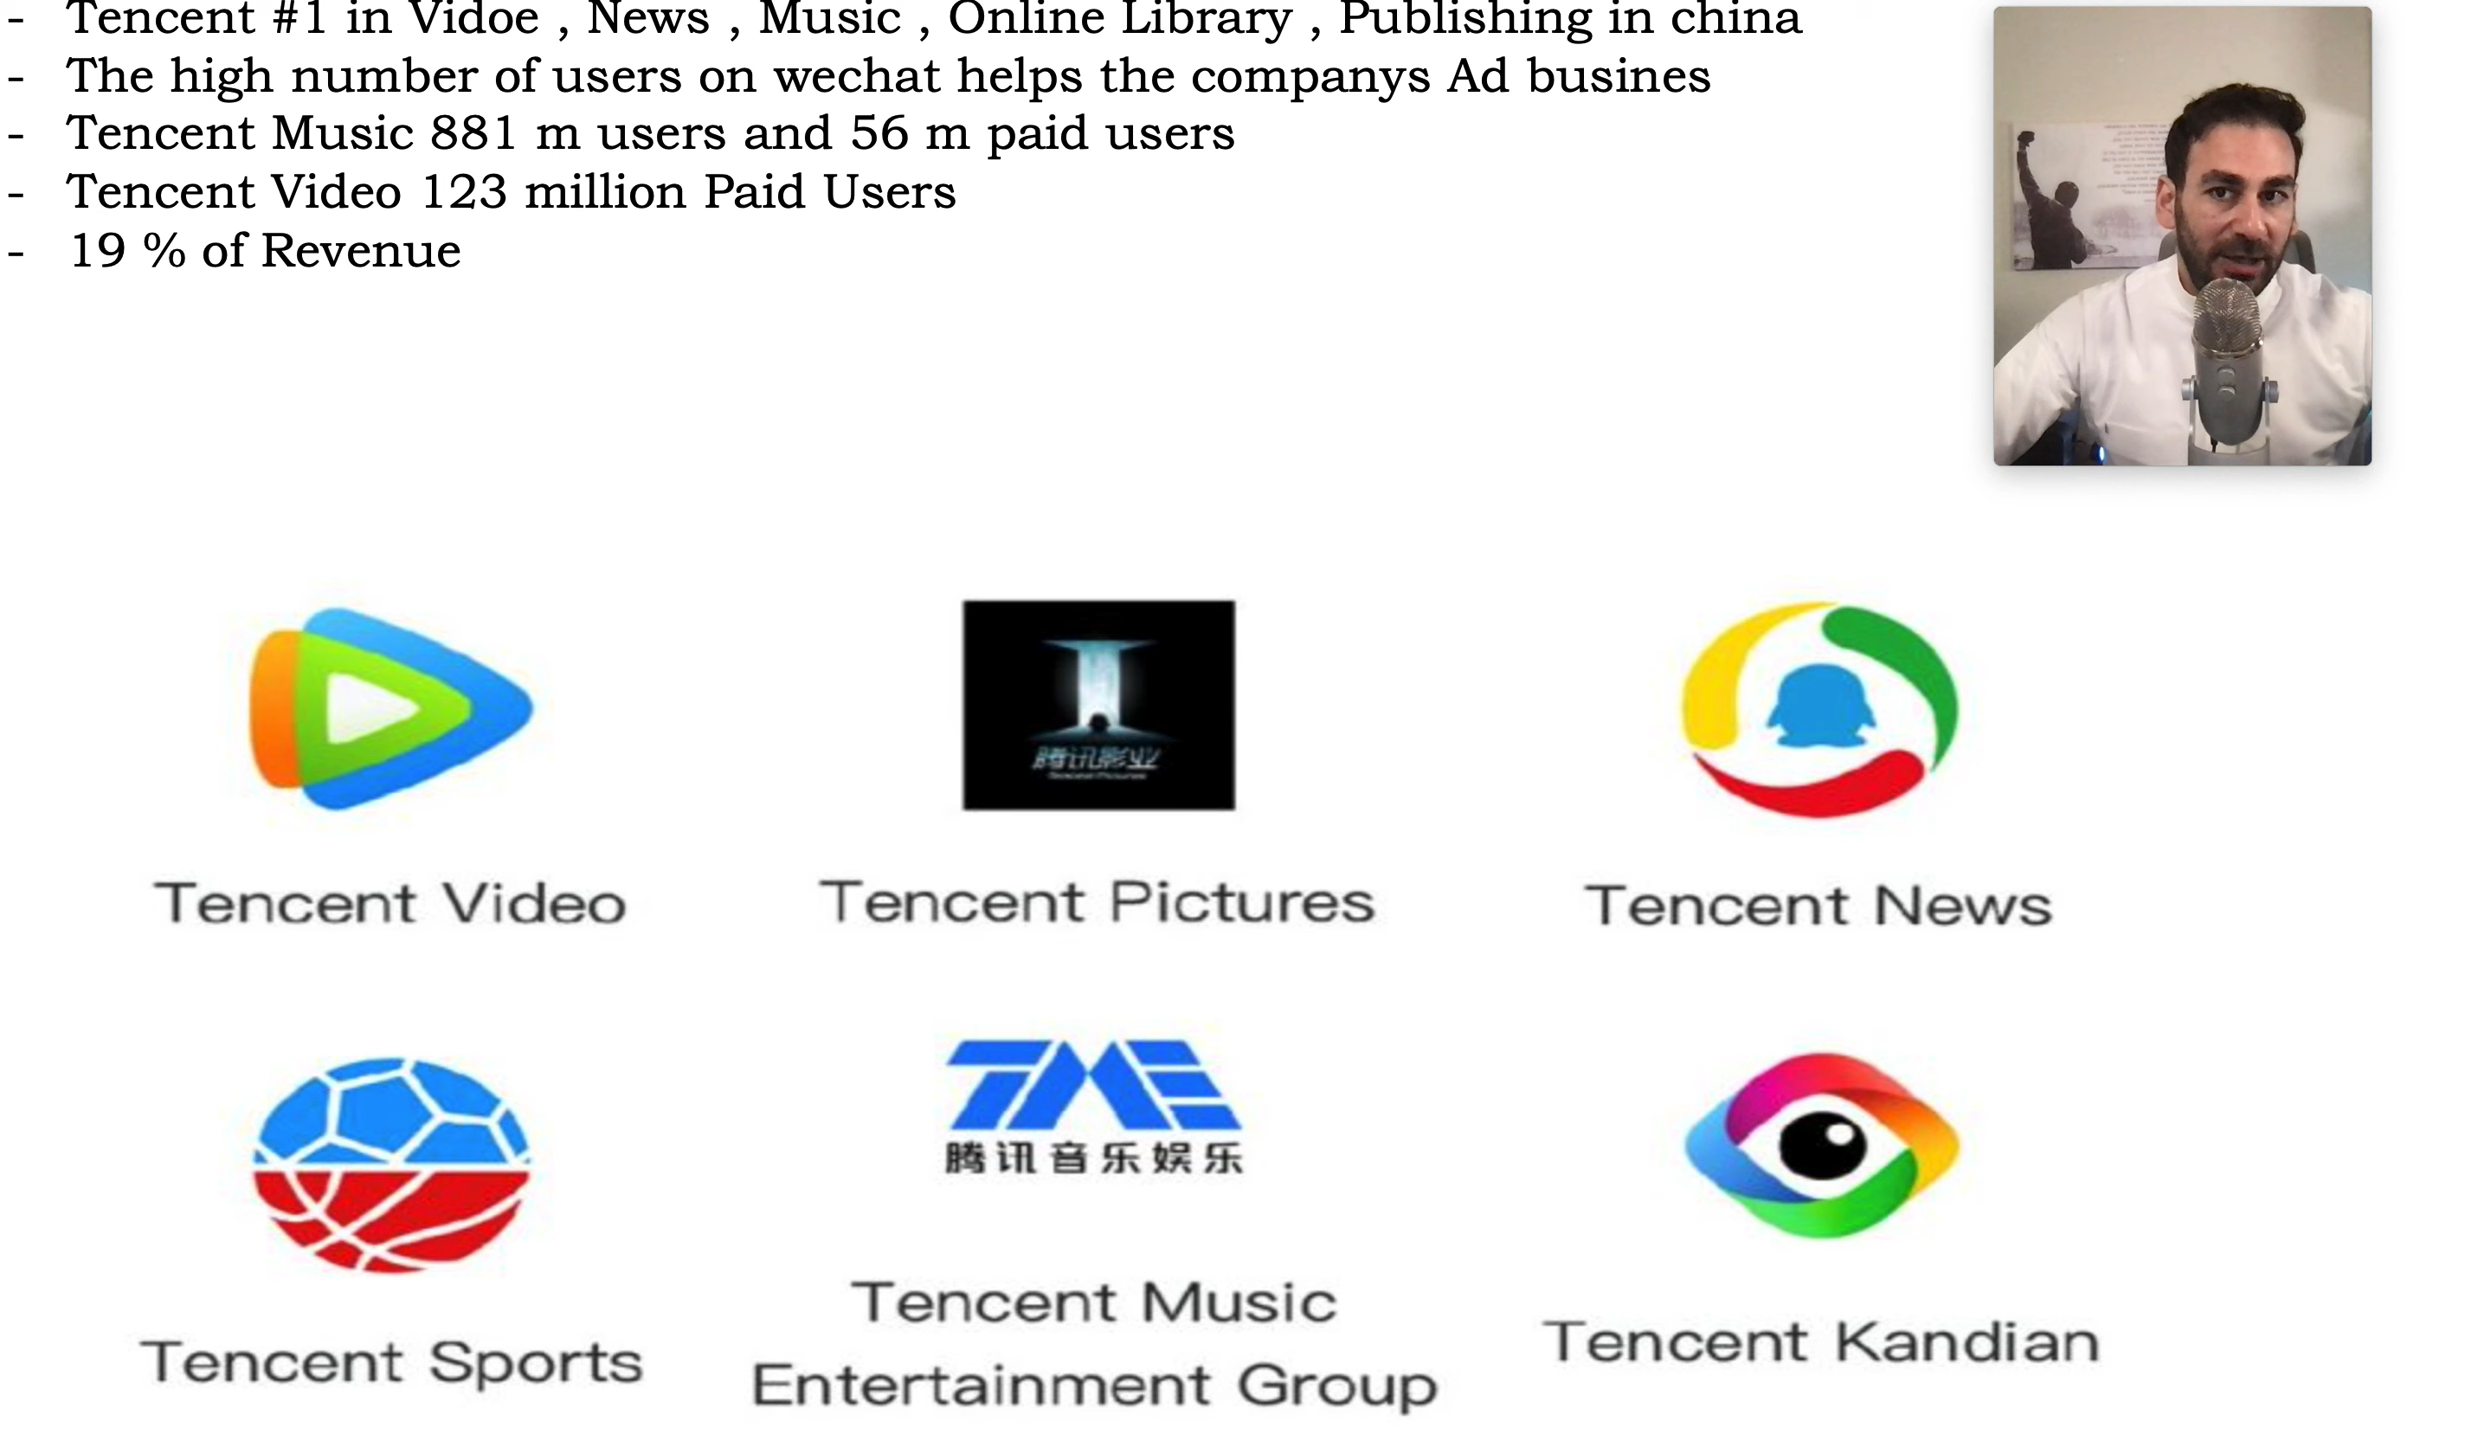 - Tencent #1 in Vidoe , News , Music , Online Library , Publishing in china
- The high number of users on wechat helps the companys Ad busines
- Tencent Music 881 m users and 56 m paid users
- Tencent Video 123 million Paid Users
- 19 % of Revenue
腾讯影业
Tencent Pictures
Tencent Video
Tencent Pictures
Tencent News
TME
腾讯音乐娱乐
Tencent Sports
Tencent Music
Entertainment Group
Tencent Kandian